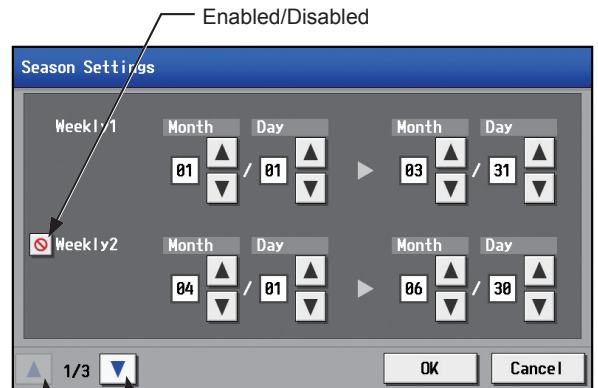 Enabled/Disabled
Season Settings
Weekly1 Month Day Month Day
01 / 01 03 / 31
Weekly2 Month Day Month Day
04 / 01 06 / 30
1/3 OK Cancel